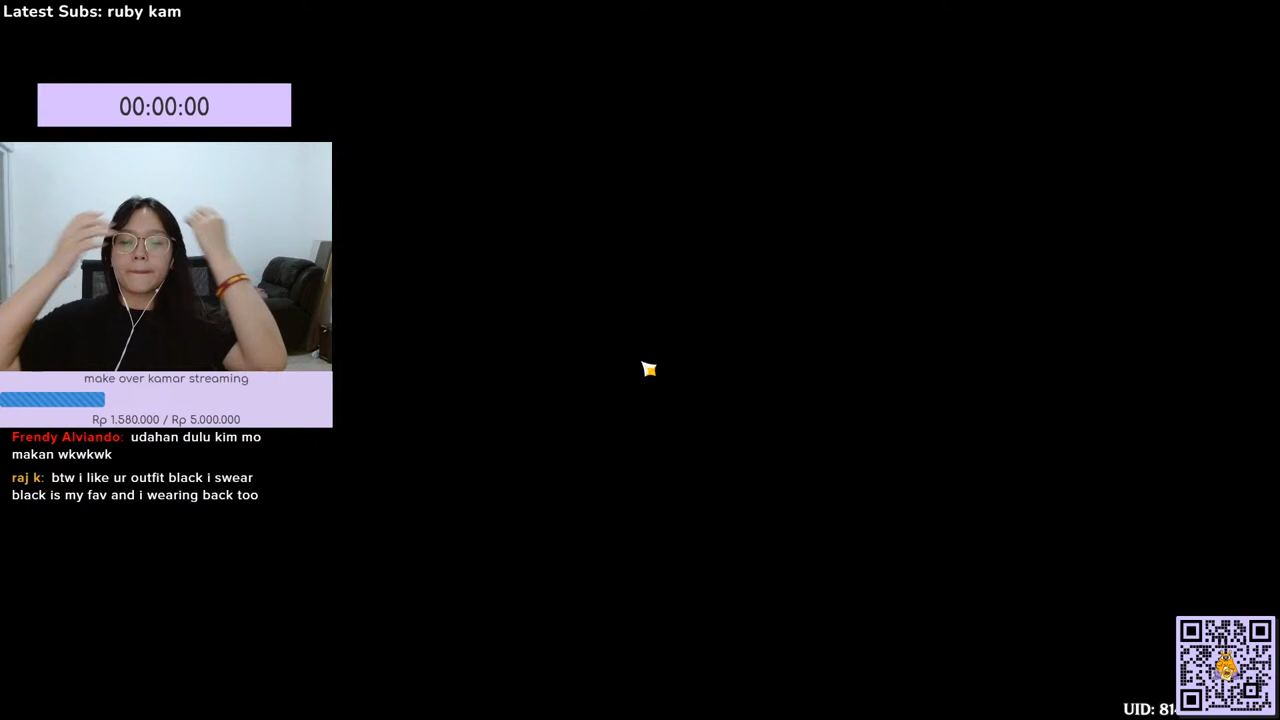 Latest Subs: ruby kam
00:00:00
make over kamar streaming
Rp 1.580.000 / Rp 5.000.000
Frendy Alviando: udahan dulu kim mo
makan wkwkwk
raj k: btw i like ur outfit black i swear
black is my fav and i wearing back too
UID: 81